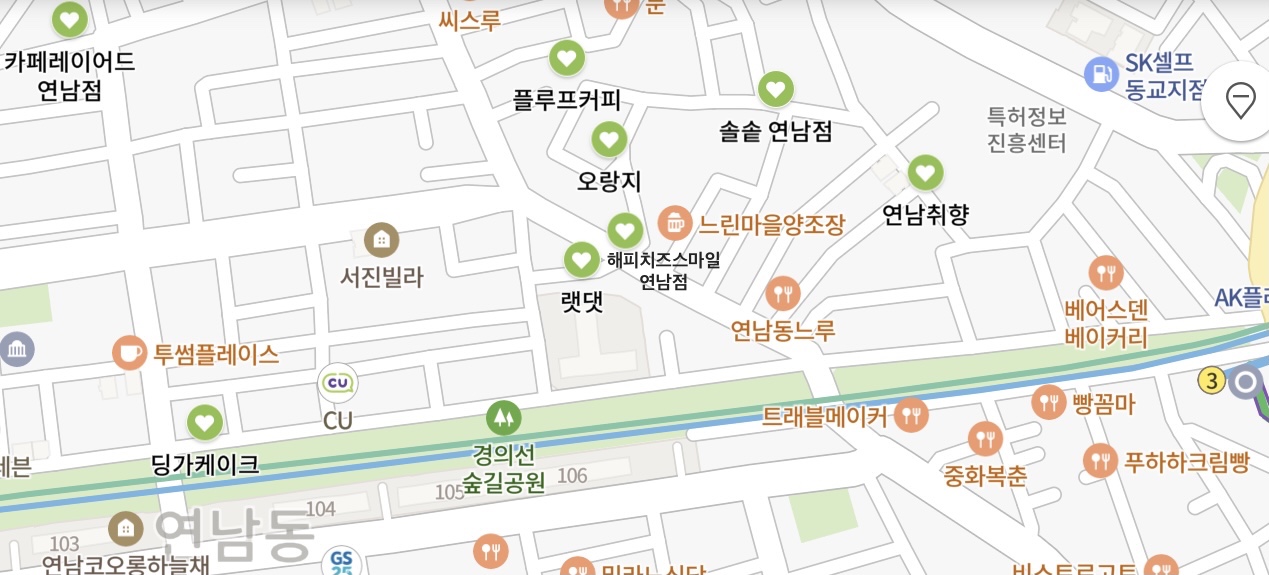 씨스루
문
카페레이어드
연남점
플루프커피
솔솥 연남점
SK셀프
동교지점
특허정보
진흥센터
오랑지
연남취향
느린마을양조장
해피치즈스마일
연남점
서진빌라
랫댓
연남동느루
베어스덴
베이커리
AK플라
투썸플레이스
CU
CU
3
트래블메이커
빵꼼마
딩가케이크
경의선
숲길공원
중화복춘
푸하하크림빵
세븐
106
105
104
103
연남동
연남코오롱하늘채
GS
25